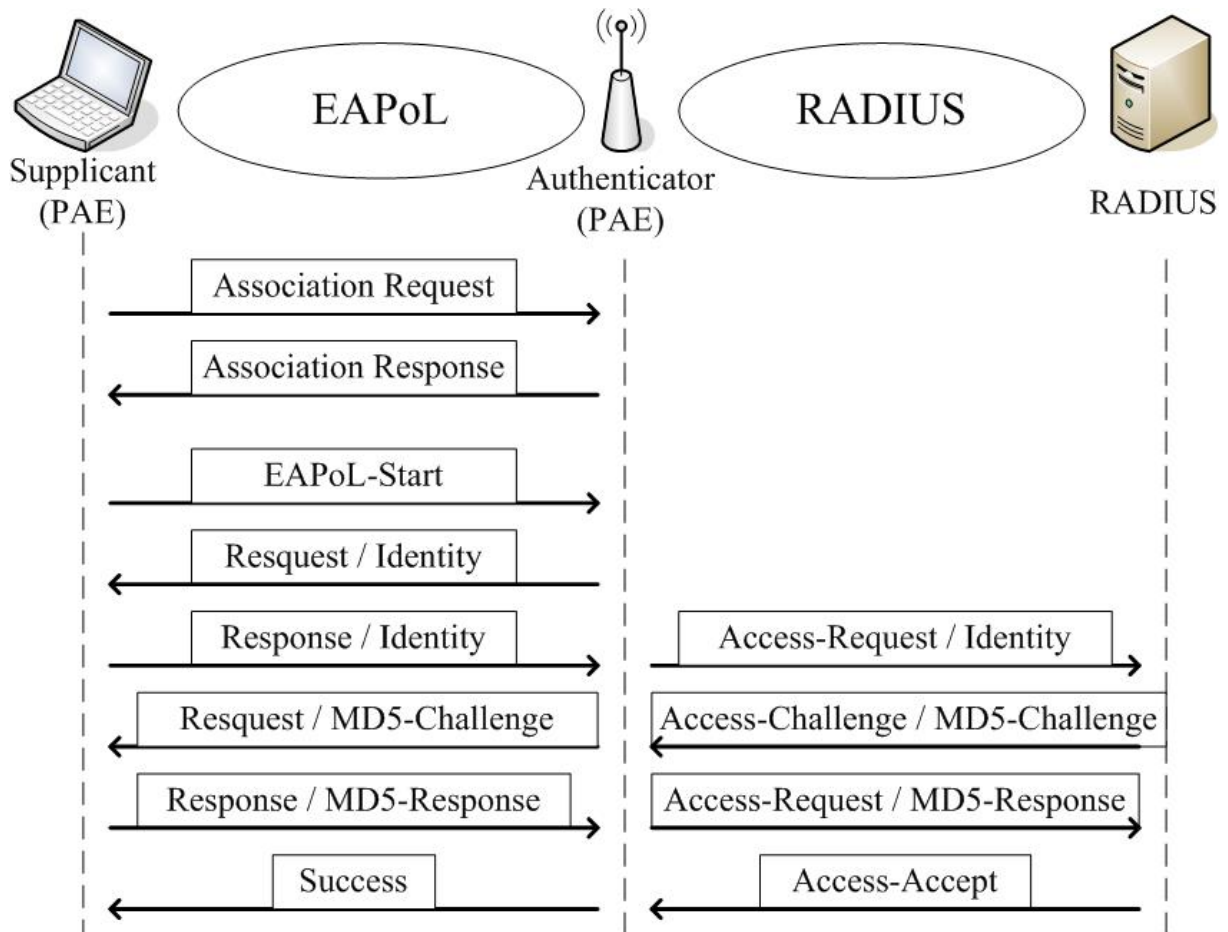 EAPoL
RADIUS
Supplicant
(PAE)
Authenticator
(PAE)
RADIUS
Association Request
Association Response
EAPoL-Start
Resquest / Identity
Response / Identity
Access-Request / Identity
Resquest / MD5-Challenge
Access-Challenge / MD5-Challenge
Response / MD5-Response
Access-Request / MD5-Response
Success
Access-Accept